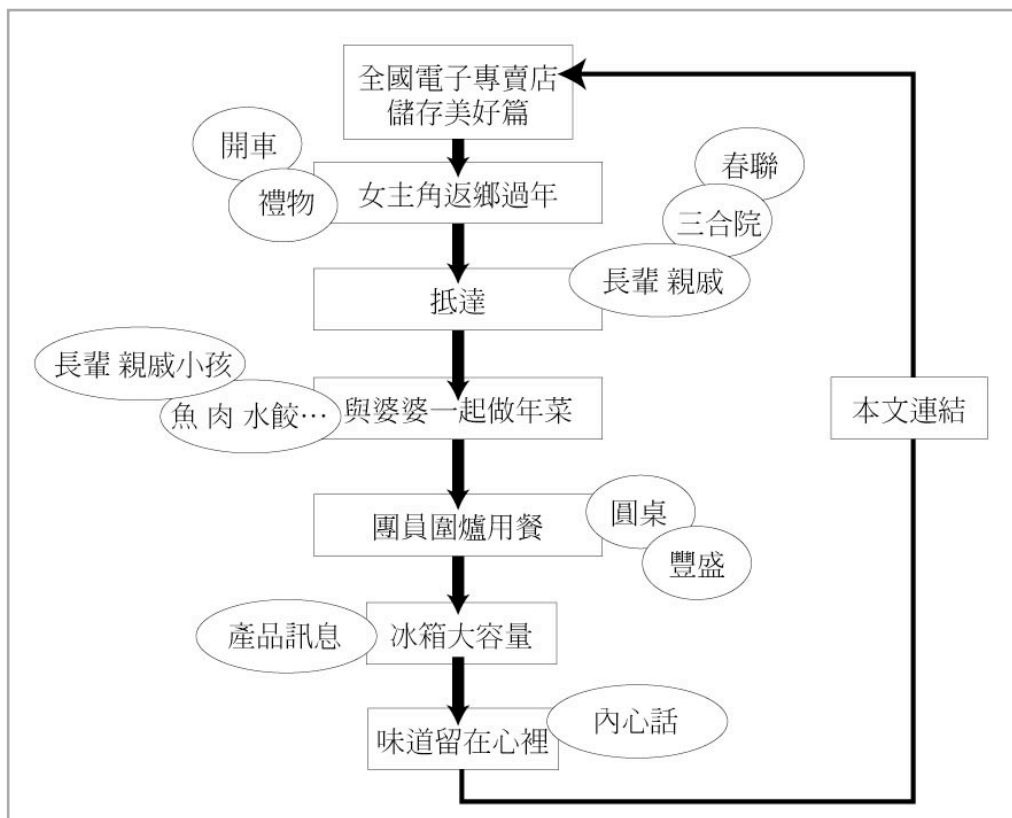 全國電子專賣店
儲存美好篇
開車
禮物
女主角返鄉過年
春聯
三合院
長輩 親戚
抵達
長輩 親戚小孩
魚 肉 水餃…
與婆婆一起做年菜
本文連結
團員圍爐用餐
圓桌
豐盛
產品訊息
冰箱大容量
味道留在心裡
內心話